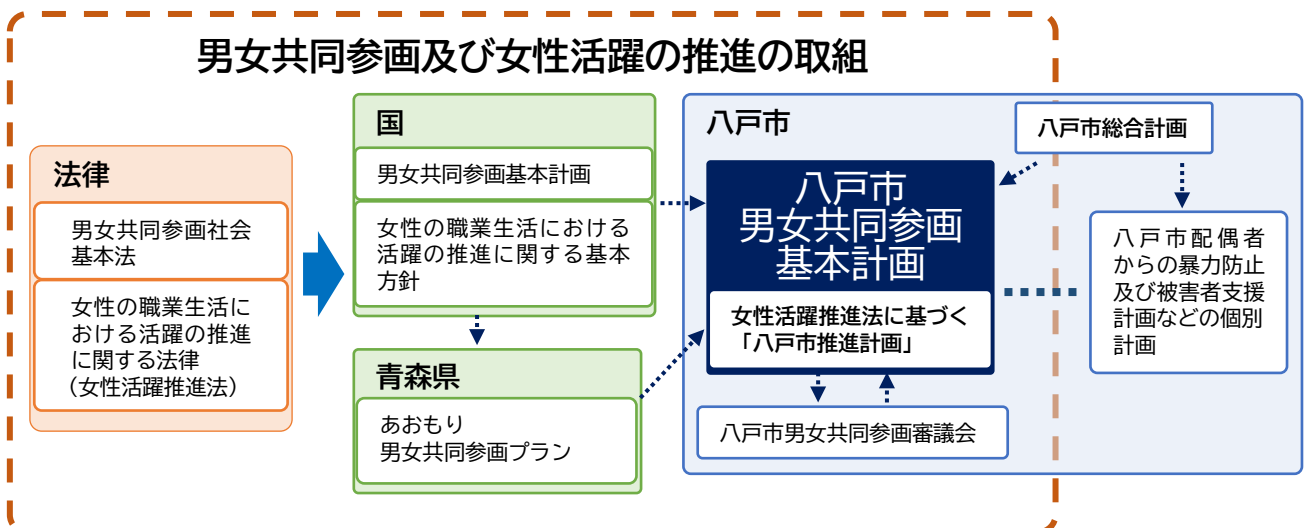 男女共同参画及び女性活躍の推進の取組
法律
男女共同参画社会
基本法
女性の職業生活に
おける活躍の推進
に関する法律
（女性活躍推進法）
国
男女共同参画基本計画
女性の職業生活における
活躍の推進に関する基本
方針
青森県
あおもり
男女共同参画プラン
八戸市
八戸市総合計画
八戸市
男女共同参画
基本計画
女性活躍推進法に基づく
「八戸市推進計画」
八戸市男女共同参画審議会
八戸市配偶者
からの暴力防止
及び被害者支援
計画などの個別
計画